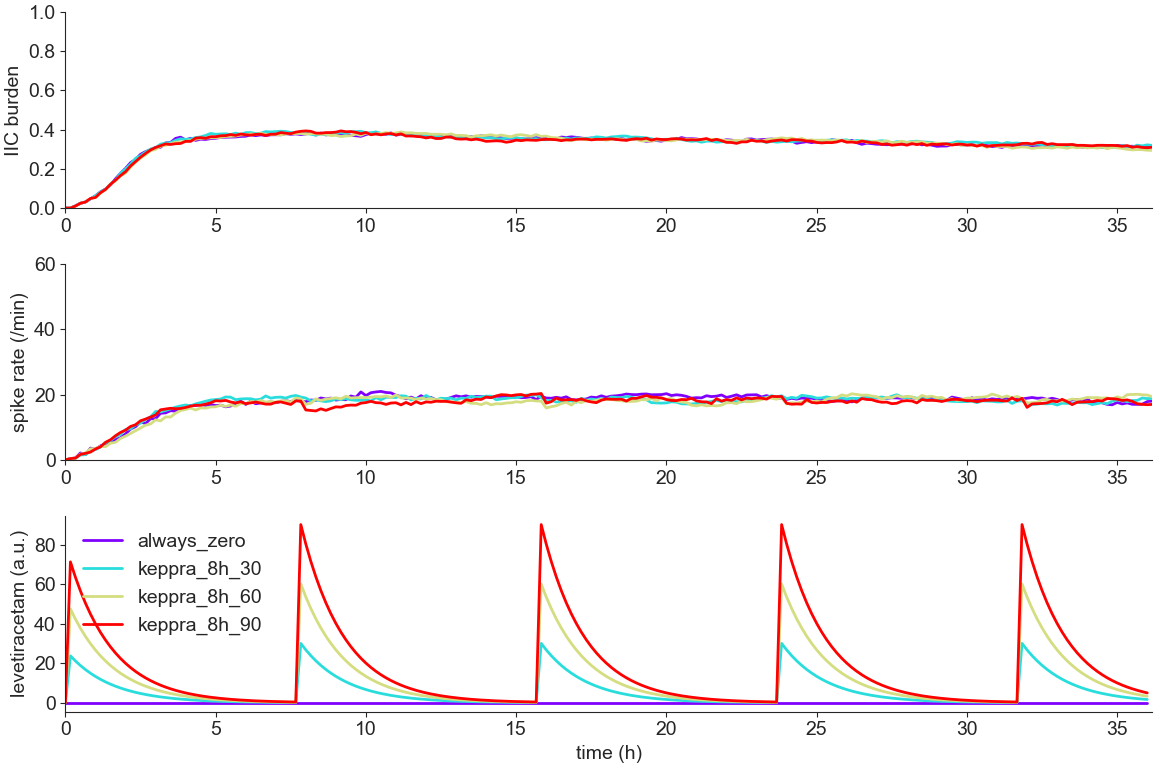 1.0
0.8
0.6
0.4
0.2
0.0
IIC burden
0 5 10 15 20 25 30 35
60
40
20
0
spike rate (/min)
0 5 10 15 20 25 30 35
80
60
40
20
0
levetiracetam (a.u.)
always_zero
keppra_8h_30
keppra_8h_60
keppra_8h_90
0 5 10 15 20 25 30 35
time (h)